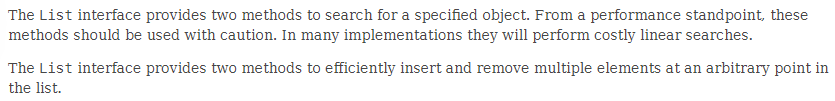 The List interface provides two methods to search for a specified object. From a performance standpoint, these
methods should be used with caution. In many implementations they will perform costly linear searches.
The List interface provides two methods to efficiently insert and remove multiple elements at an arbitrary point in
the list.